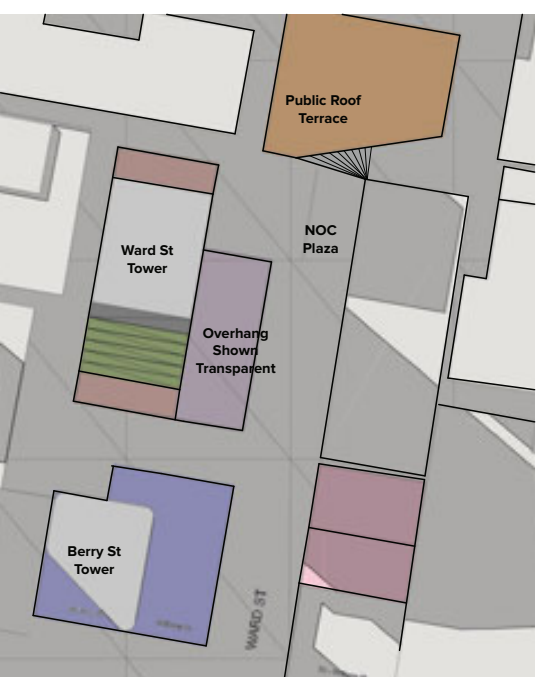 Public Roof
Terrace
NOC
Plaza
Ward St
Tower
Overhang
Shown
Transparent
Berry St
Tower
WARD ST